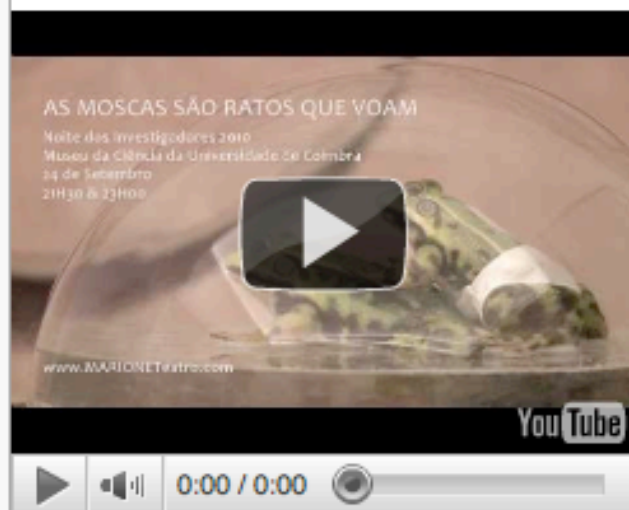 AS MOSCAS SÃO RATOS QUE VOAM
Noite dos Investigadores 2010
Museu da Ciência da Universidade de Coimbra
24 de Setembro
21H30 & 23H00
www.MARIONETeatro.com
YouTube
0:00 / 0:00